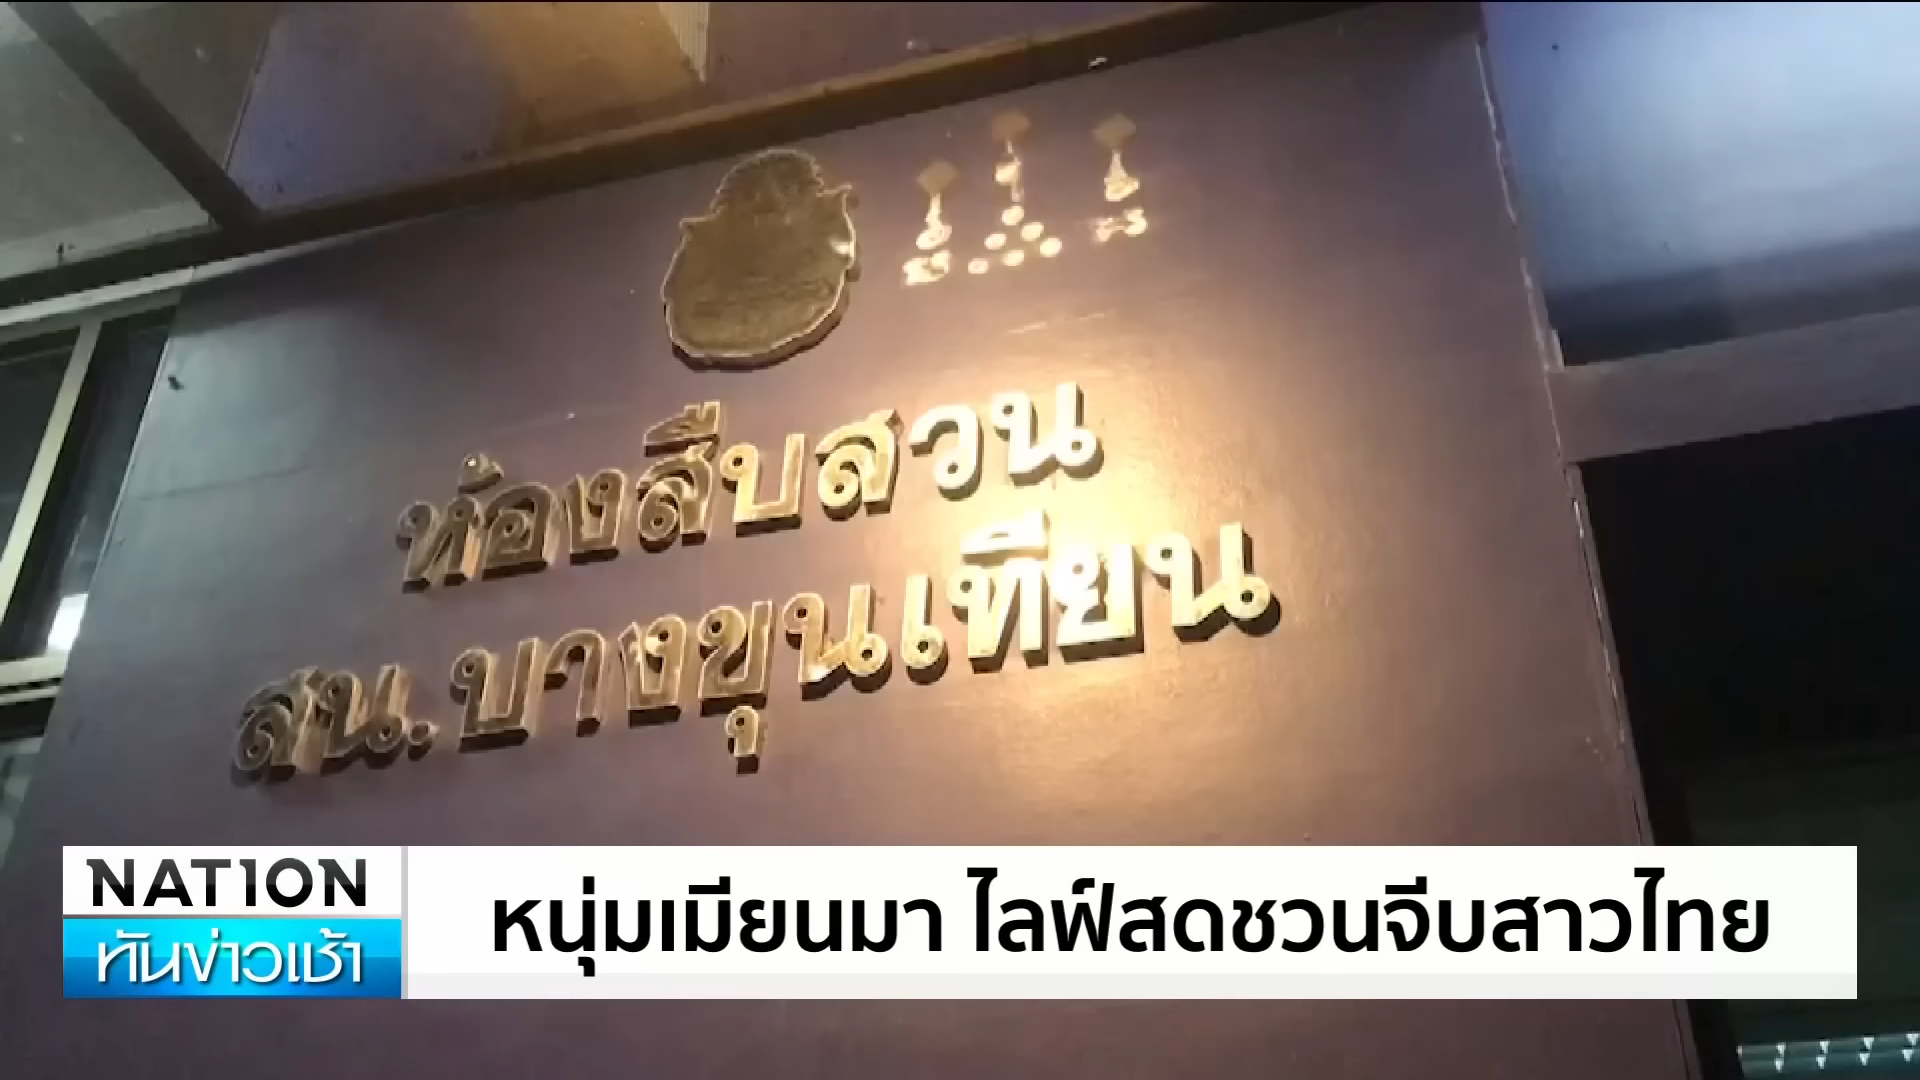 ห้องสืบสวน
สน.บางขุนเทียน
NATION
ทันข่าวเช้า
หนุ่มเมียนมา ไลฟ์สดชวนจีบสาวไทย